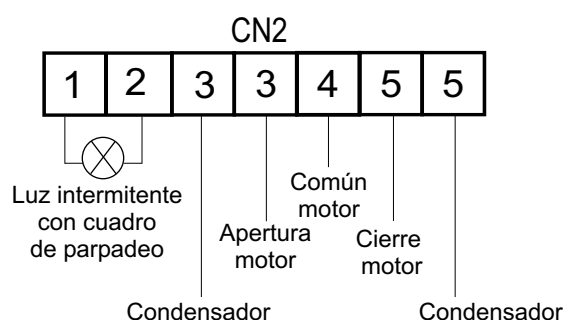 CN2
1 2 3 3 4 5 5
Luz intermitente
con cuadro
de parpadeo
Condensador
Apertura
motor
Común
motor
Cierre
motor
Condensador